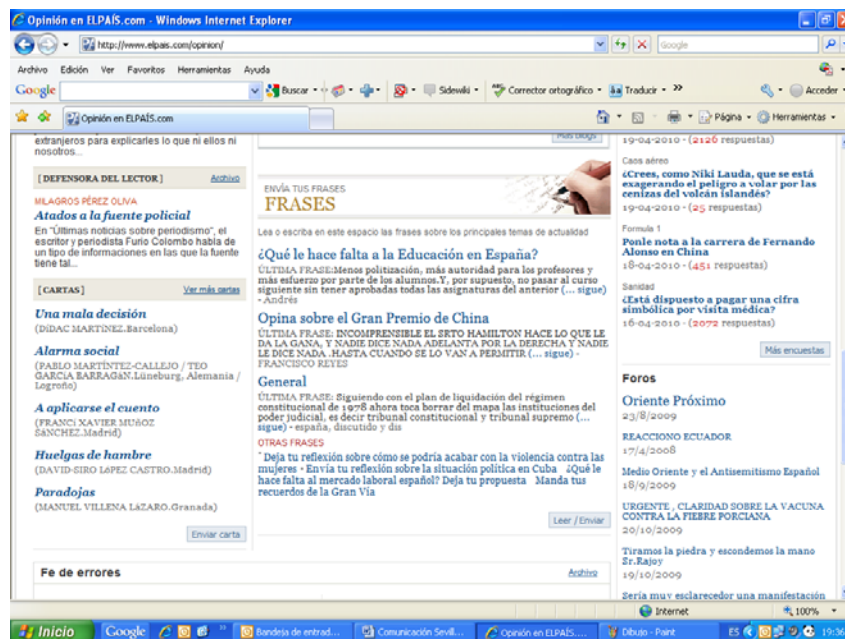 Opinión en ELPAÍS.com - Windows Internet Explorer
http://www.elpais.com/opinion/
Google
Archivo Edición Ver Favoritos Herramientas Ayuda
Google
Buscar
Sidewiki
Corrector ortográfico
Traducir
Acceder
Opinión en ELPAÍS.com
Página
Herramientas
extranjeros para explicarles lo que ni ellos ni
nosotros...
[DEFENSORA DEL LECTOR] Archivo
MILAGROS PÉREZ OLIVA
Atados a la fuente policial
En "Últimas noticias sobre periodismo", el
escritor y periodista Furio Colombo habla de
un tipo de informaciones en las que la fuente
tiene tal...
[CARTAS] Ver más cartas
Una mala decisión
(DíDAC MARTíNEZ.Barcelona)
Alarma social
(PABLO MARTÍNTEZ-CALLEJO / TEO
GARCíA BARRAGáN.Lüneburg, Alemania /
Logroño)
A aplicarse el cuento
(FRANCí XAVIER MUñOZ
SáNCHEZ.Madrid)
Huelgas de hambre
(DAVID-SIRO LóPEZ CASTRO.Madrid)
Paradojas
(MANUEL VILLENA LáZARO.Granada)
Enviar carta
Más blogs
ENVÍA TUS FRASES
FRASES
Lea o escriba en este espacio las frases sobre los principales temas de actualidad
¿Qué le hace falta a la Educación en España?
ÚLTIMA FRASE:Menos politización, más autoridad para los profesores y
más esfuerzo por parte de los alumnos.Y, por supuesto, no pasar al curso
siguiente sin tener aprobadas todas las asignaturas del anterior (... sigue)
- Andrés
Opina sobre el Gran Premio de China
ÚLTIMA FRASE: INCOMPRENSIBLE EL SRTO HAMILTON HACE LO QUE LE
DA LA GANA, Y NADIE DICE NADA ADELANTA POR LA DERECHA Y NADIE
LE DICE NADA .HASTA CUANDO SE LO VAN A PERMITIR (... sigue) -
FRANCISCO REYES
General
ÚLTIMA FRASE: Siguiendo con el plan de liquidación del régimen
constitucional de 1978 ahora toca borrar del mapa las instituciones del
poder judicial, es decir tribunal constitucional y tribunal supremo (...
sigue) - españa, discutido y dis
OTRAS FRASES
Deja tu reflexión sobre cómo se podría acabar con la violencia contra las
mujeres - Envía tu reflexión sobre la situación política en Cuba ¿Qué le
hace falta al mercado laboral español? Deja tu propuesta Manda tus
recuerdos de la Gran Vía
Leer / Enviar
19-04-2010 - (2126 respuestas)
Caos aéreo
¿Crees, como Niki Lauda, que se está
exagerando el peligro a volar por las
cenizas del volcán islandés?
19-04-2010 - (25 respuestas)
Formula 1
Ponle nota a la carrera de Fernando
Alonso en China
18-04-2010 - (451 respuestas)
Sanidad
¿Está dispuesto a pagar una cifra
simbólica por visita médica?
16-04-2010 - (2072 respuestas)
Más encuestas
Foros
Oriente Próximo
23/8/2009
REACCIONO ECUADOR
17/4/2008
Medio Oriente y el Antisemitismo Español
18/9/2009
URGENTE , CLARIDAD SOBRE LA VACUNA
CONTRA LA FIEBRE PORCIANA
20/10/2009
Tiramos la piedra y escondemos la mano
Sr.Rajoy
19/10/2009
Sería muy esclarecedor una manifestación
Fe de errores Archivo
Internet 100%
Inicio
Google
Bandeja de entrad...
Comunicación Sevill...
Opinión en ELPAÍS....
Dibujo - Paint
ES
19:36